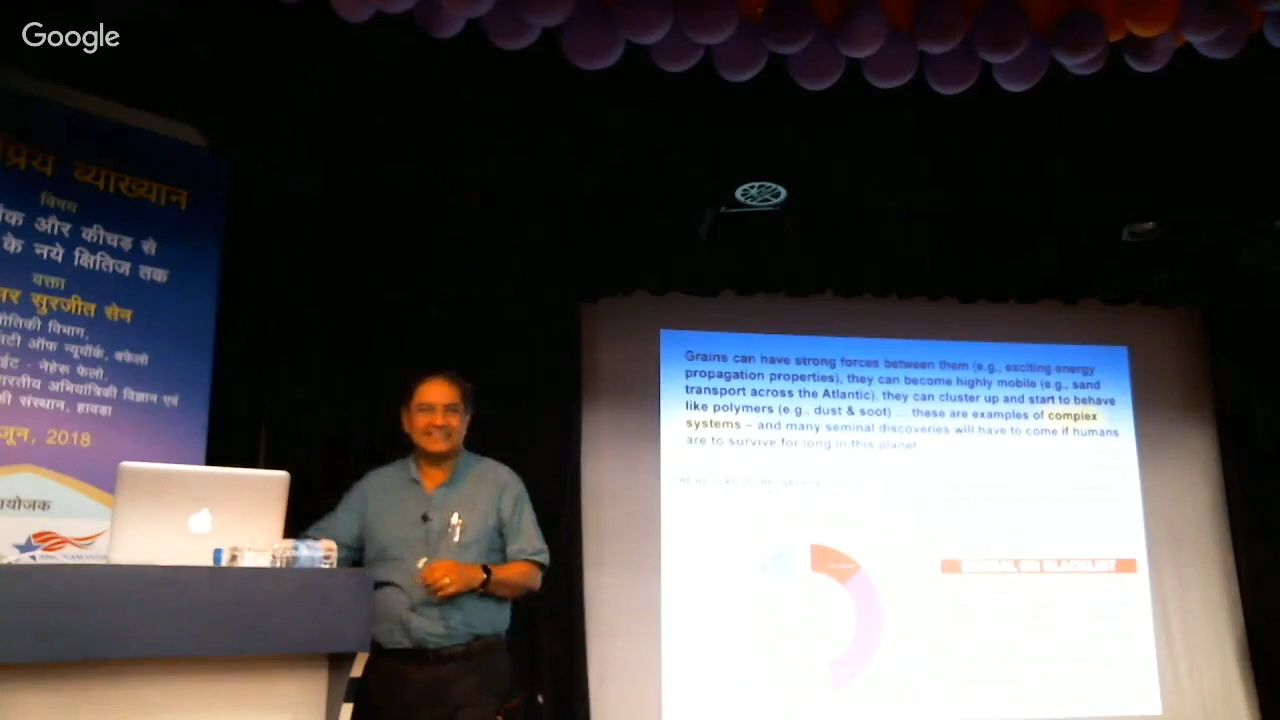 Google
व्याख्यान
विषय
और कीचड़ से
के नये क्षितिज तक
वक्ता
सुरजीत सेन
विभाग,
ऑफ न्यूयॉर्क, बफेलो
नेहरू फेलो,
अभियांत्रिकी विज्ञान एवं
संस्थान, हावड़ा
जून, 2018
Grains can have strong forces between them (e.g., exciting energy
propagation properties), they can become highly mobile (e.g., sand
transport across the Atlantic), they can cluster up and start to behave
like polymers (e.g., dust & soot) ... these are examples of complex
systems – and many seminal discoveries will have to come if humans
are to survive for long in this planet.
BLACKLIST